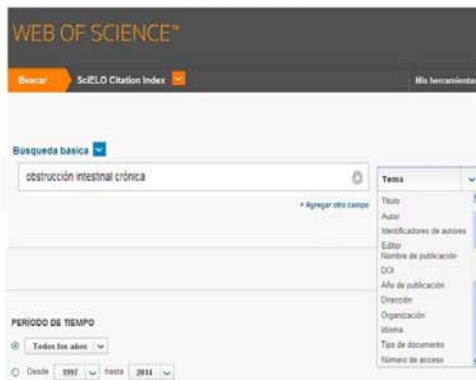 WEB OF SCIENCE™
Buscar SciELO Citation Index Mis herramientas
Búsqueda básica
obstrucción intestinal crónica
Tema
+ Agregar otro campo
Título
Autor
Identificadores de autores
Editor
Nombre de publicación
DOI
Año de publicación
Dirección
Organización
Idioma
Tipo de documento
Número de acceso
PERÍODO DE TIEMPO
Todos los años
Desde 1997 hasta 2014